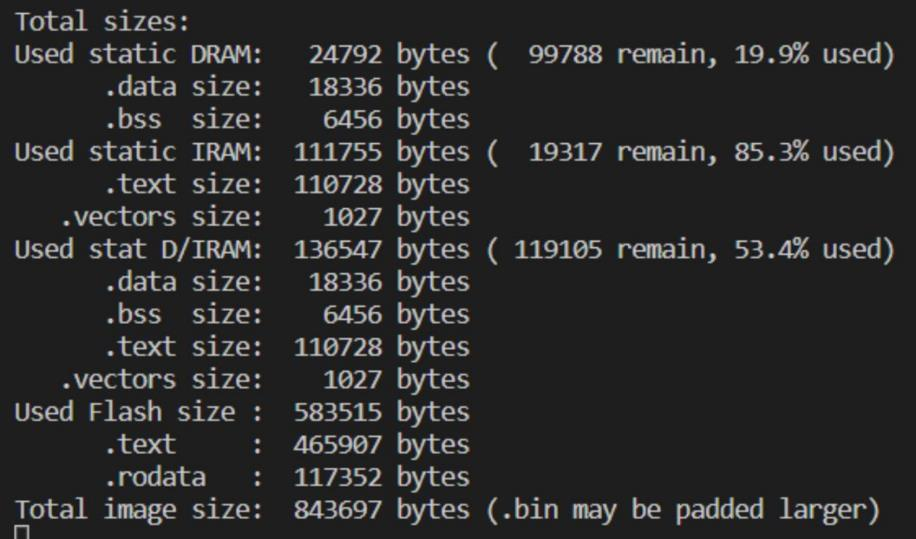 Total sizes:
Used static DRAM:   24792 bytes (  99788 remain, 19.9% used)
      .data size:   18336 bytes
      .bss  size:    6456 bytes
Used static IRAM:  111755 bytes (  19317 remain, 85.3% used)
      .text size:  110728 bytes
   .vectors size:    1027 bytes
Used stat D/IRAM:  136547 bytes ( 119105 remain, 53.4% used)
      .data size:   18336 bytes
      .bss  size:    6456 bytes
      .text size:  110728 bytes
   .vectors size:    1027 bytes
Used Flash size :  583515 bytes
      .text     :  465907 bytes
      .rodata   :  117352 bytes
Total image size:  843697 bytes (.bin may be padded larger)